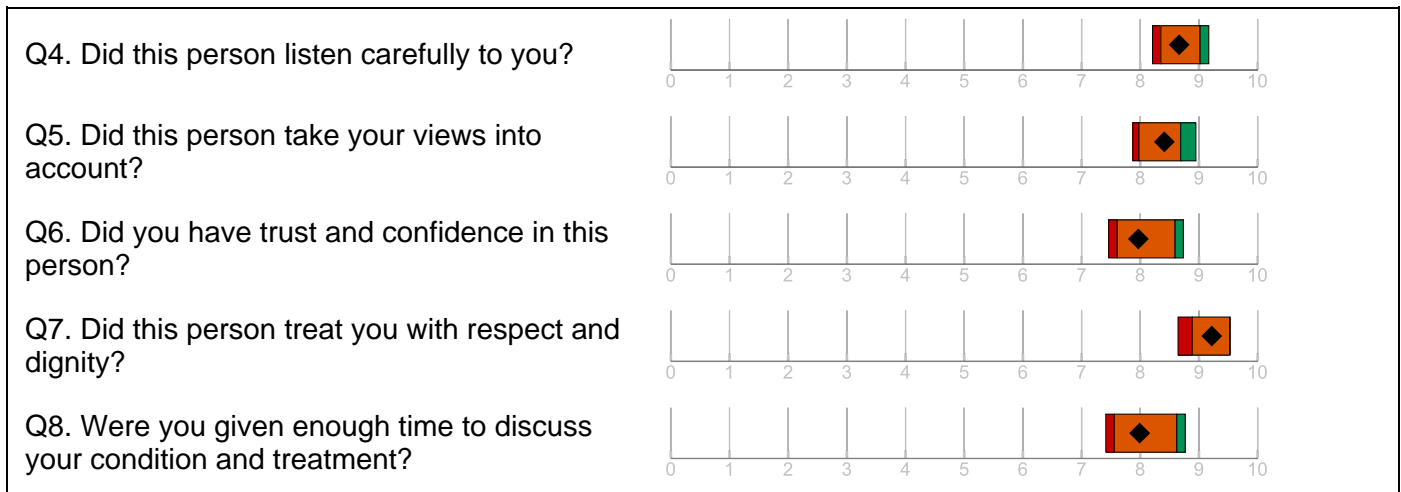 Q4. Did this person listen carefully to you?
0 1 2 3 4 5 6 7 8 9 10
Q5. Did this person take your views into
account?
0 1 2 3 4 5 6 7 8 9 10
Q6. Did you have trust and confidence in this
person?
0 1 2 3 4 5 6 7 8 9 10
Q7. Did this person treat you with respect and
dignity?
0 1 2 3 4 5 6 7 8 9 10
Q8. Were you given enough time to discuss
your condition and treatment?
0 1 2 3 4 5 6 7 8 9 10